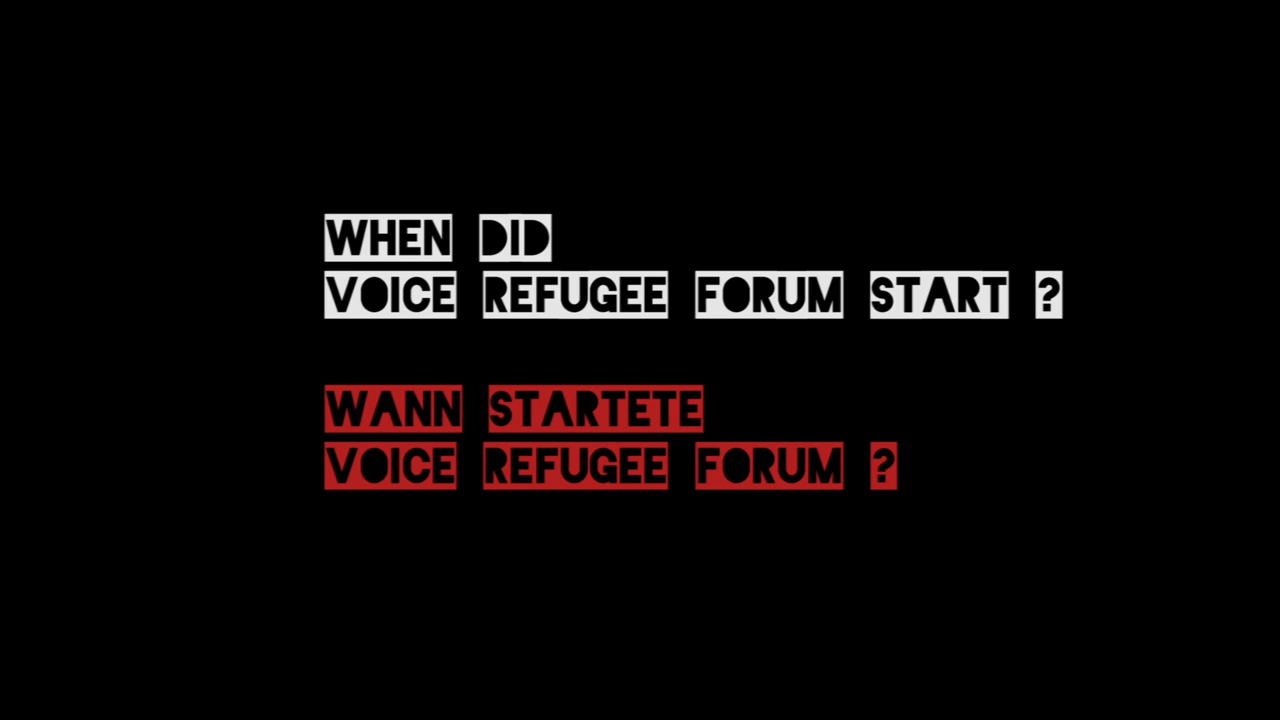 WHEN DID
VOICE REFUGEE FORUM START ?
WANN STARTETE
VOICE REFUGEE FORUM ?